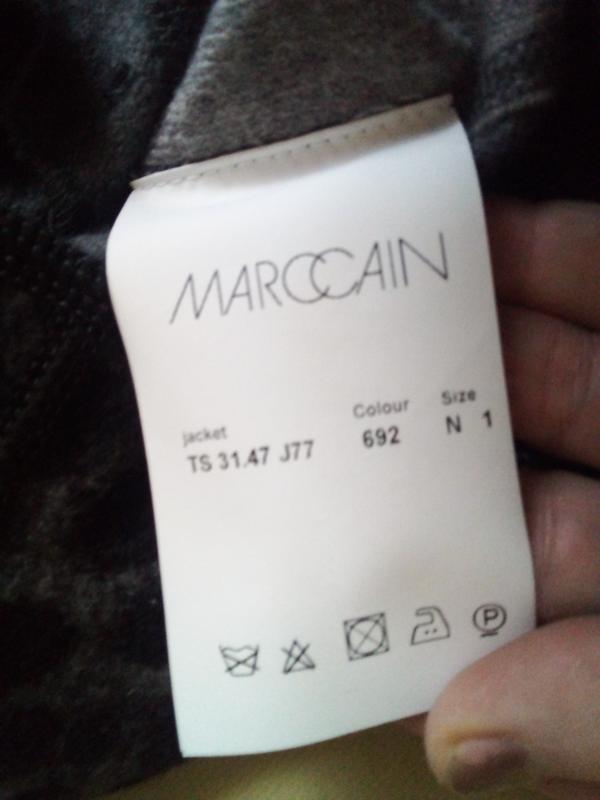 MARCCAIN
jacket Colour Size
TS 31.47 J77 692 N 1
P